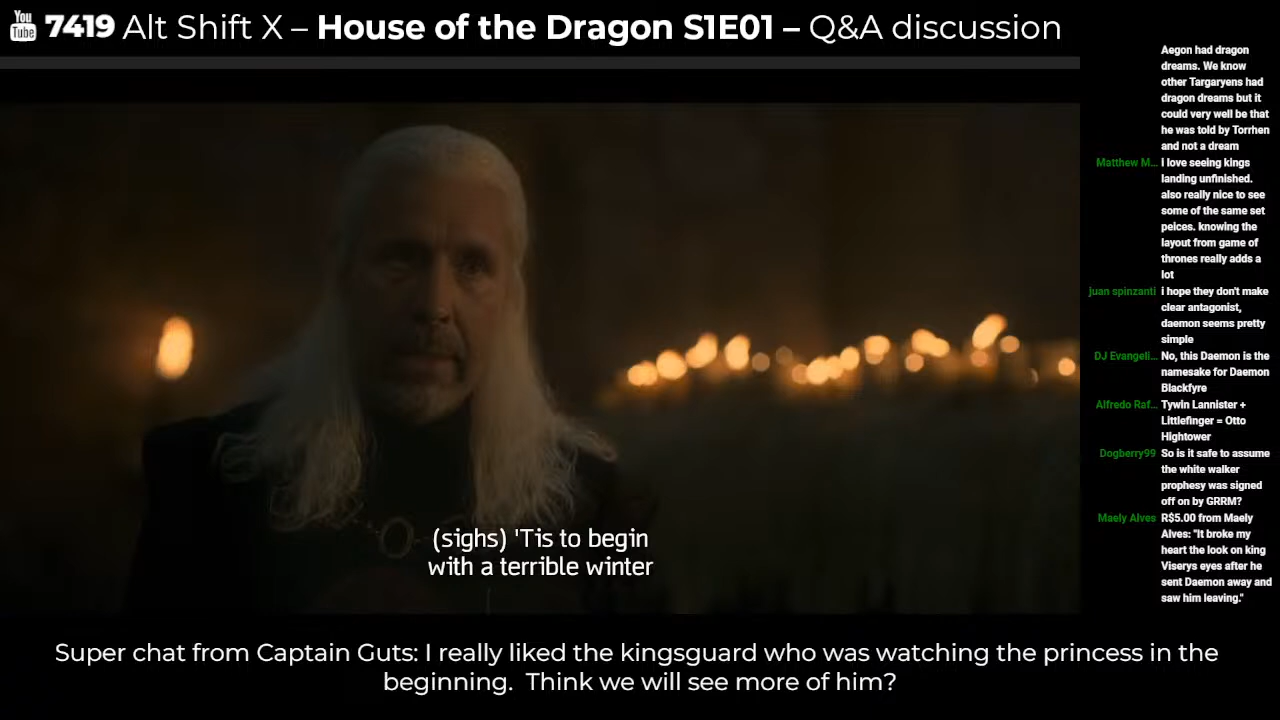 You
Tube
7419 Alt Shift X – House of the Dragon S1E01 – Q&A discussion
Aegon had dragon
dreams. We know
other Targaryens had
dragon dreams but it
could very well be that
he was told by Torrhen
and not a dream
Matthew M... I love seeing kings
landing unfinished.
also really nice to see
some of the same set
peices. knowing the
layout from game of
thrones really adds a
lot
juan spinzanti i hope they don't make
clear antagonist,
daemon seems pretty
simple
DJ Evangeli... No, this Daemon is the
namesake for Daemon
Blackfyre
Alfredo Raf... Tywin Lannister +
Littlefinger = Otto
Hightower
Dogberry99 So is it safe to assume
the white walker
prophesy was signed
off on by GRRM?
Maely Alves R$5.00 from Maely
Alves: "It broke my
heart the look on king
Viserys eyes after he
sent Daemon away and
saw him leaving."
(sighs) 'Tis to begin
with a terrible winter
Super chat from Captain Guts: I really liked the kingsguard who was watching the princess in the
beginning. Think we will see more of him?